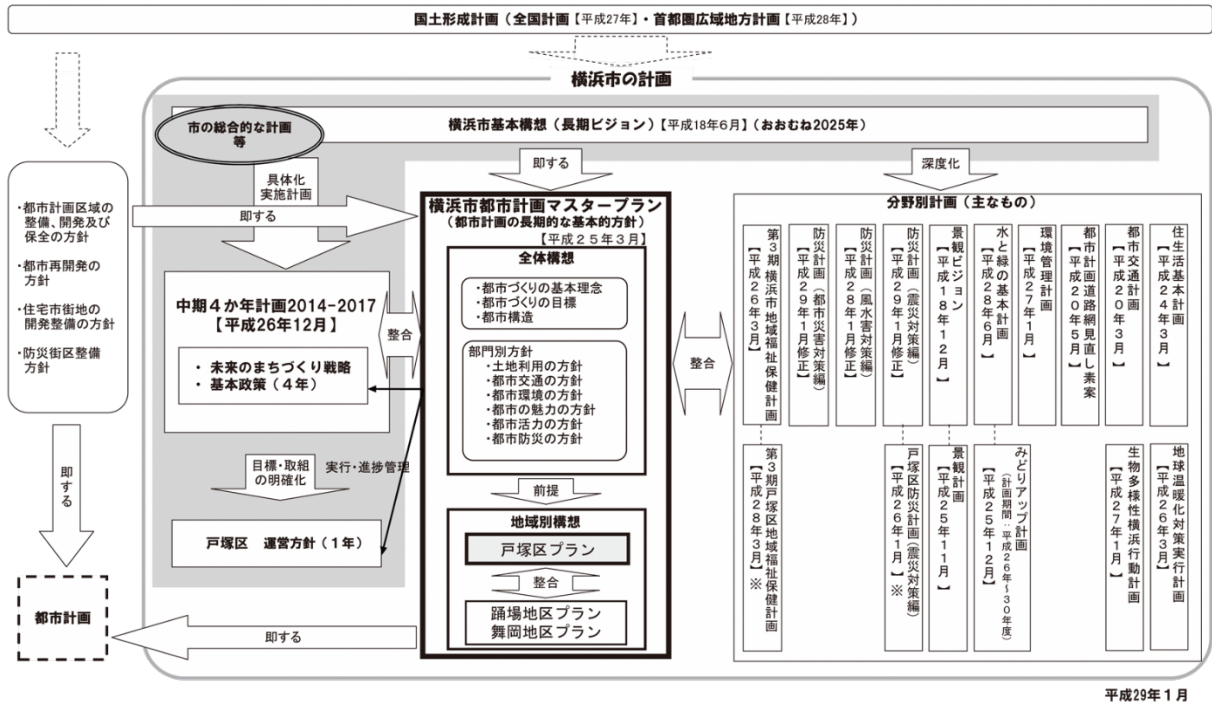 国土形成計画（全国計画【平成27年】・首都圏広域地方計画【平成28年】）
横浜市の計画
市の総合的な計画
等
横浜市基本構想（長期ビジョン）【平成18年６月】（おおむね2025年）
具体化
実施計画
即する
深度化
・都市計画区域の
整備、開発及び
保全の方針
・都市再開発の
方針
・住宅市街地の
開発整備の方針
・防災街区整備
方針
即する
即する
都市計画
中期４か年計画2014-2017
【平成26年12月】
・ 未来のまちづくり戦略
・ 基本政策（４年）
整合
目標・取組
の明確化
実行・進捗管理
戸塚区 運営方針（１年）
横浜市都市計画マスタープラン
（都市計画の長期的な基本的方針）
【平成２５年３月】
全体構想
・都市づくりの基本理念
・都市づくりの目標
・都市構造
部門別方針
・土地利用の方針
・都市交通の方針
・都市環境の方針
・都市の魅力の方針
・都市活力の方針
・都市防災の方針
前提
地域別構想
戸塚区プラン
整合
踊場地区プラン
舞岡地区プラン
即する
整合
分野別計画（主なもの）
住生活基本計画
【平成24年３月】
都市交通計画
【平成20年３月】
都市計画道路網見直し素案
【平成20年５月】
環境管理計画
【平成27年１月】
水と緑の基本計画
【平成28年６月】
景観ビジョン
【平成18年12月】
防災計画（震災対策編）
【平成29年１月修正】
防災計画（風水害対策編）
【平成28年１月修正】
防災計画（都市災害対策編）
【平成29年１月修正】
第３期横浜市地域福祉保健計画
【平成26年３月】
地球温暖化対策実行計画
【平成26年３月】
生物多様性横浜行動計画
【平成27年１月】
みどりアップ計画
（計画期間：平成26年～30年度）
【平成25年12月】
景観計画
【平成25年11月】
戸塚区防災計画（震災対策編）
【平成26年１月】※
第３期戸塚区地域福祉保健計画
【平成28年３月】※
平成29年１月